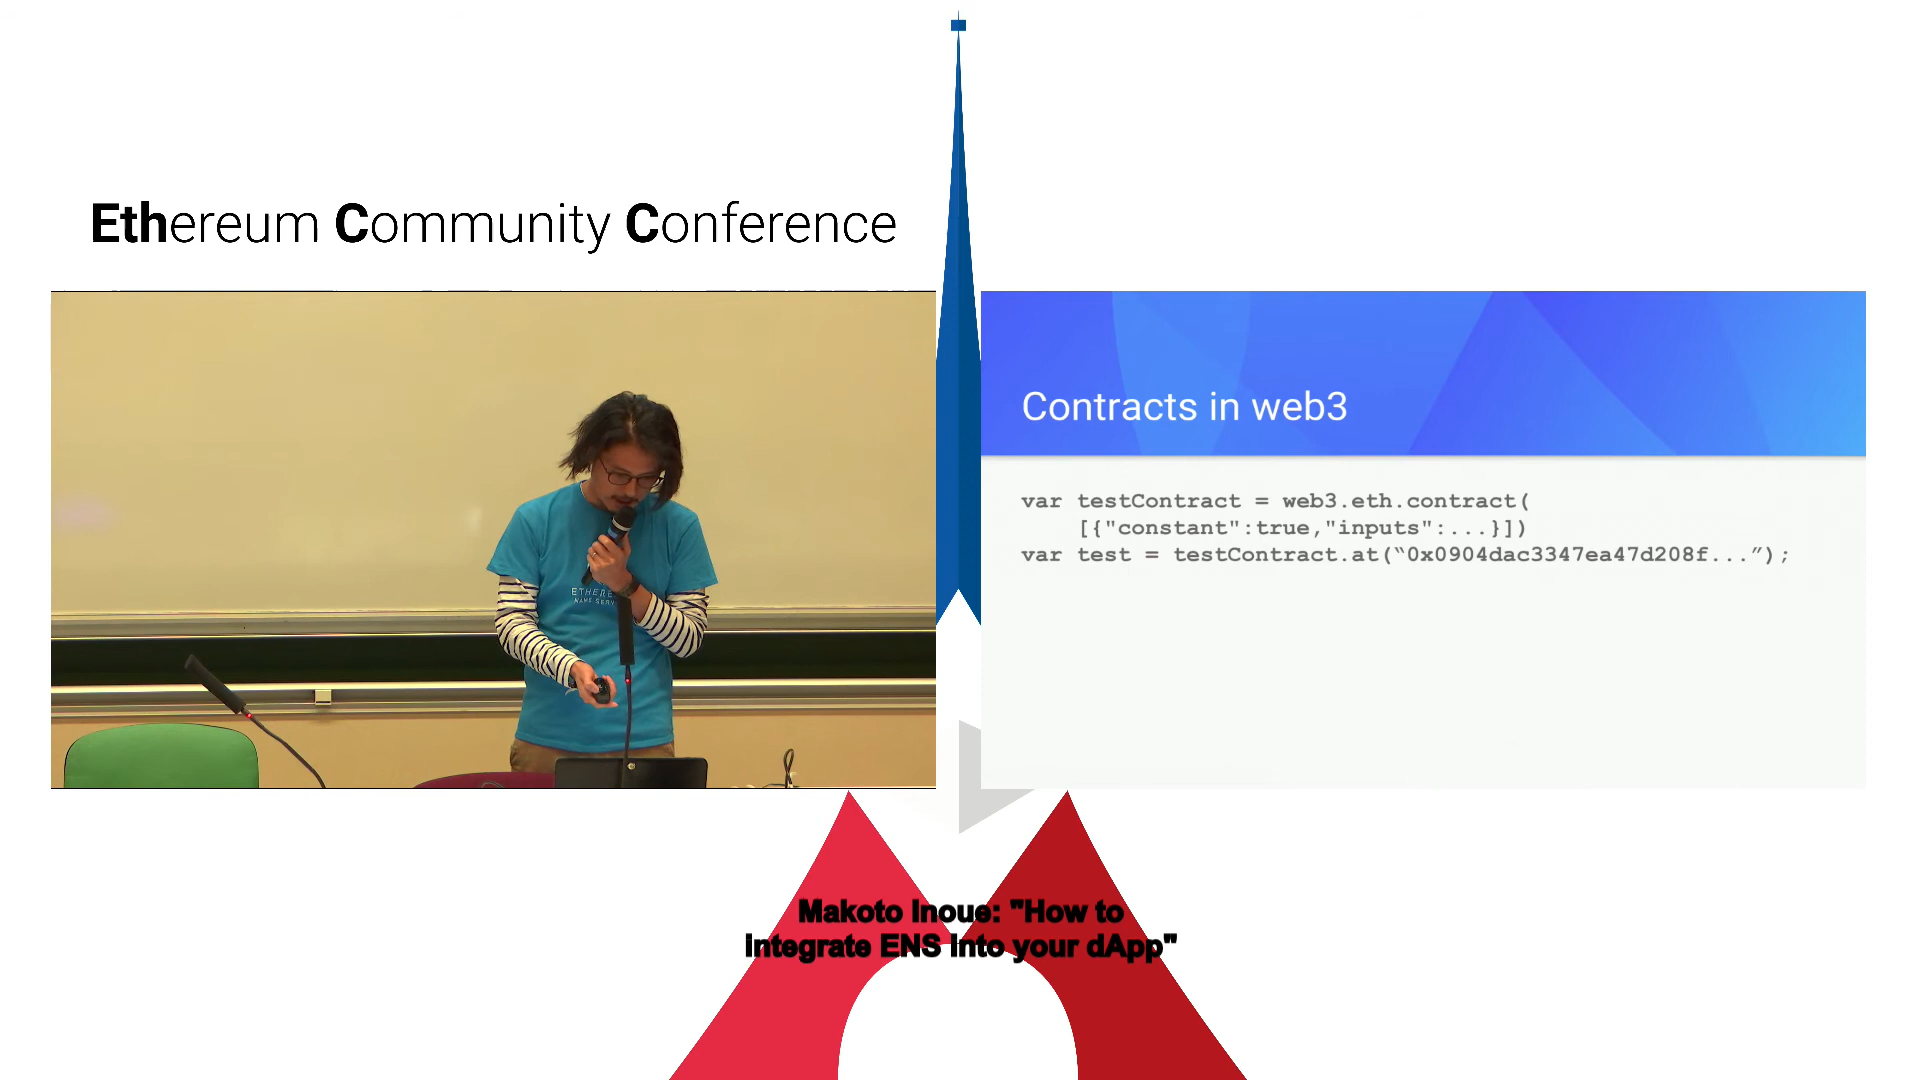 Ethereum Community Conference
Contracts in web3
var testContract = web3.eth.contract(
[{"constant":true,"inputs":...}])
var test = testContract.at(“0x0904dac3347ea47d208f...”);
Makoto Inoue: "How to
Integrate ENS Into your dApp"